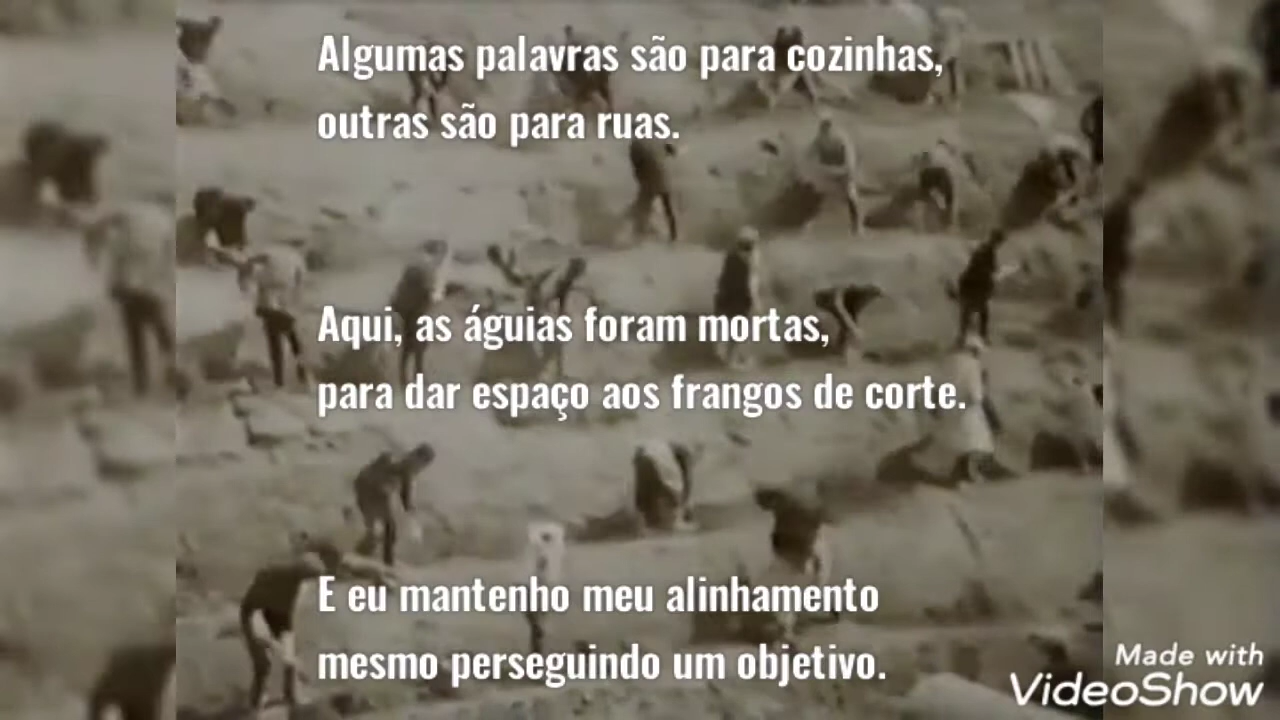 Algumas palavras são para cozinhas,
outras são para ruas.
Aqui, as águias foram mortas,
para dar espaço aos frangos de corte.
E eu mantenho meu alinhamento
mesmo perseguindo um objetivo.
Made with
VideoShow